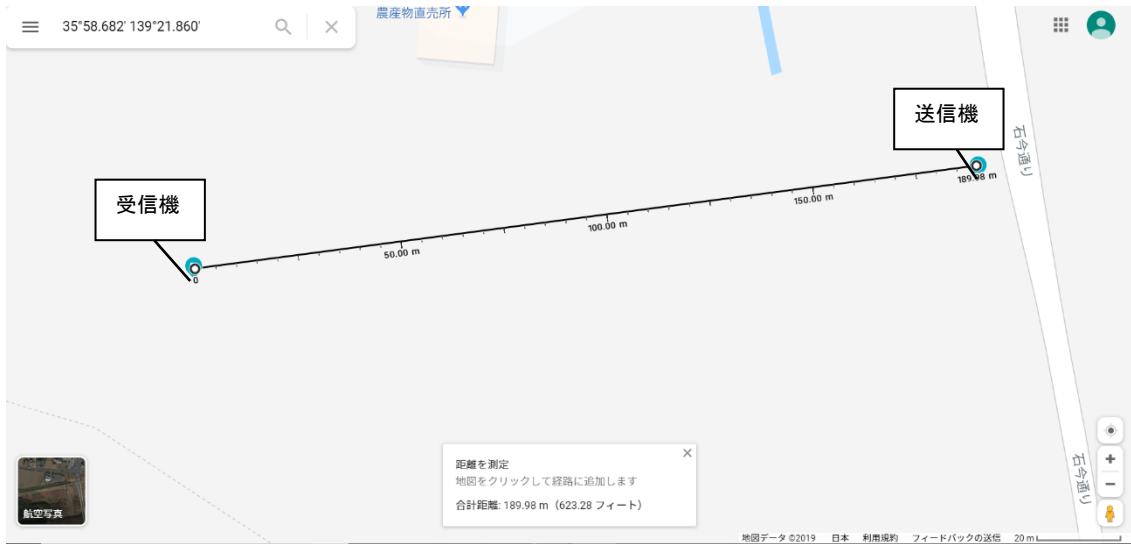 35°58.682' 139°21.860'
農産物直売所
送信機
石今通り
受信機
189.98 m
150.00 m
100.00 m
50.00 m
0
石今通り
距離を測定
地図をクリックして経路に追加します
合計距離: 189.98 m（623.28 フィート）
航空写真
地図データ ©2019 日本 利用規約 フィードバックの送信 20 m